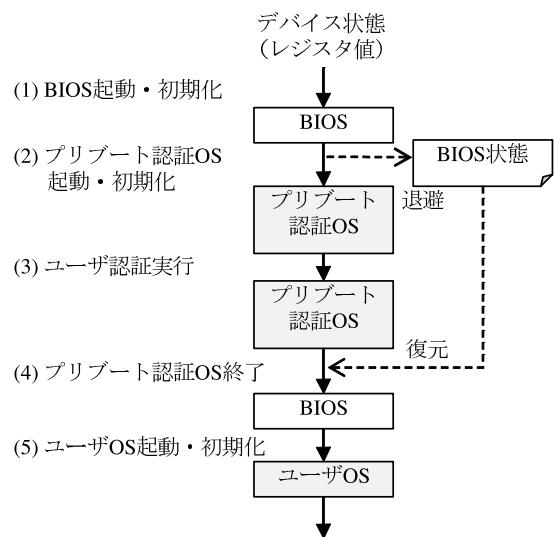 デバイス状態
（レジスタ値）
(1) BIOS起動・初期化
BIOS
(2) プリブート認証OS
起動・初期化
BIOS状態
退避
プリブート
認証OS
(3) ユーザ認証実行
プリブート
認証OS
復元
(4) プリブート認証OS終了
BIOS
(5) ユーザOS起動・初期化
ユーザOS